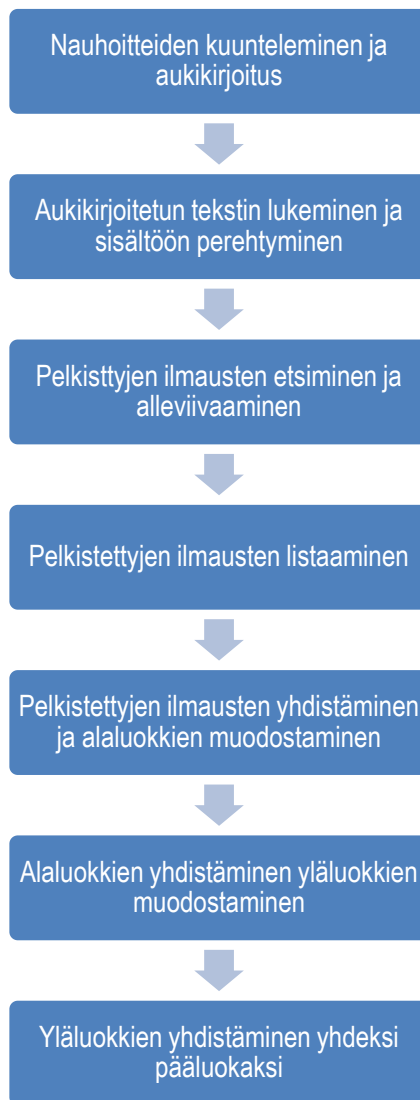 Nauhoitteiden kuunteleminen ja
aukikirjoitus
Aukikirjoitetun tekstin lukeminen ja
sisältöön perehtyminen
Pelkisttyjen ilmausten etsiminen ja
alleviivaaminen
Pelkistettyjen ilmausten listaaminen
Pelkistettyjen ilmausten yhdistäminen
ja alaluokkien muodostaminen
Alaluokkien yhdistäminen yläluokkien
muodostaminen
Yläluokkien yhdistäminen yhdeksi
pääluokaksi